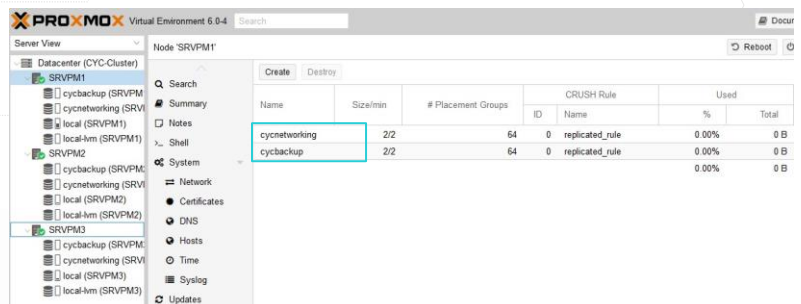 PROXMOX Virtual Environment 6.0-4 Search
Server View
Datacenter (CYC-Cluster)
SRVPM1
cycbackup (SRVPM
cycnetworking (SRVI
local (SRVPM1)
local-lvm (SRVPM1)
SRVPM2
cycbackup (SRVPM:
cycnetworking (SRVI
local (SRVPM2)
local-lvm (SRVPM2)
SRVPM3
cycbackup (SRVPM:
cycnetworking (SRVI
local (SRVPM3)
local-lvm (SRVPM3)
Node 'SRVPM1'
Reboot
Search
Summary
Notes
Shell
System
Network
Certificates
DNS
Hosts
Time
Syslog
Updates
Create Destroy
CRUSH Rule Used
Name Size/min # Placement Groups ID Name % Total
cycnetworking 2/2 64 0 replicated_rule 0.00% 0 B
cycbackup 2/2 64 0 replicated_rule 0.00% 0 B
0.00% 0 B